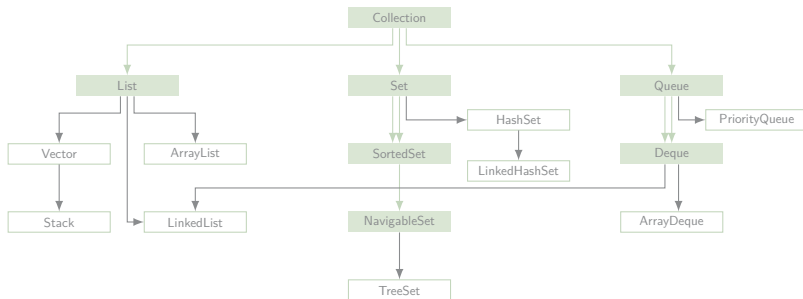 Collection
List
Set
Queue
HashSet
PriorityQueue
Vector
ArrayList
SortedSet
Deque
LinkedHashSet
Stack
LinkedList
NavigableSet
ArrayDeque
TreeSet